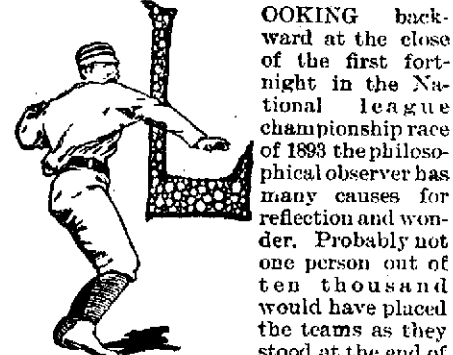 LOOKING back-
ward at the close
of the first fort-
night in the Na-
tional league
championship race
of 1893 the philoso-
phical observer has
many causes for
reflection and won-
der. Probably not
one person out of
ten thousand
would have placed
the teams as they
stood at the end of